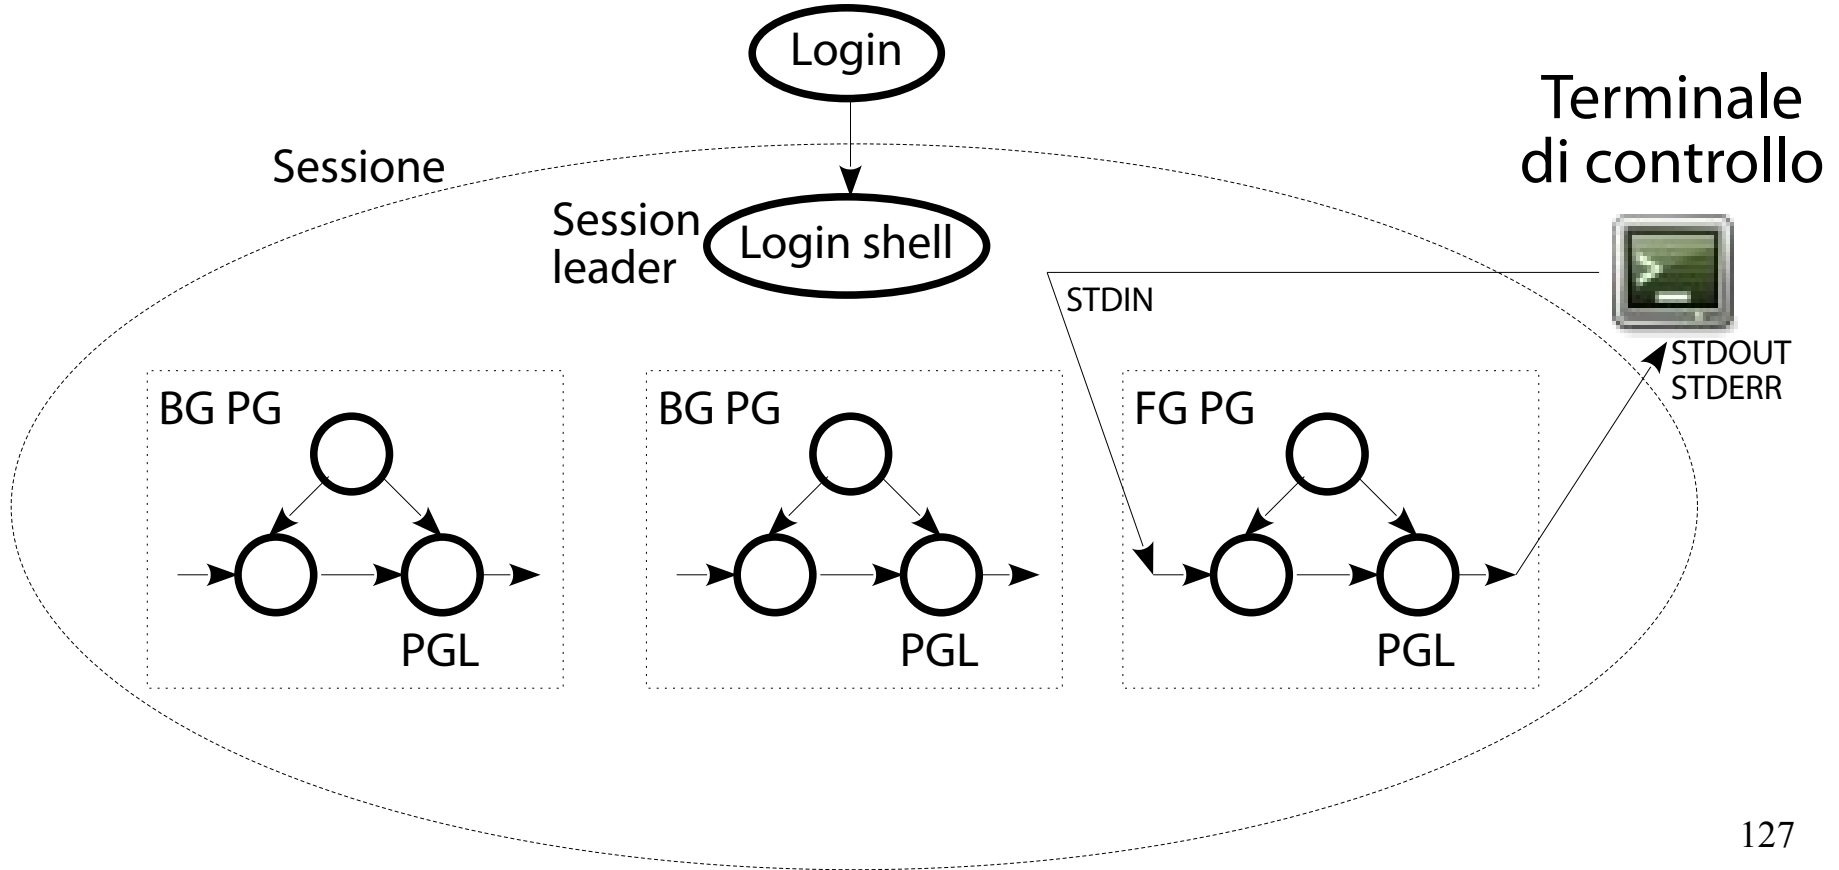 Login
Terminale
di controllo
Sessione
Session
leader
Login shell
STDIN
STDOUT
STDERR
BG PG
BG PG
FG PG
PGL
PGL
PGL
127